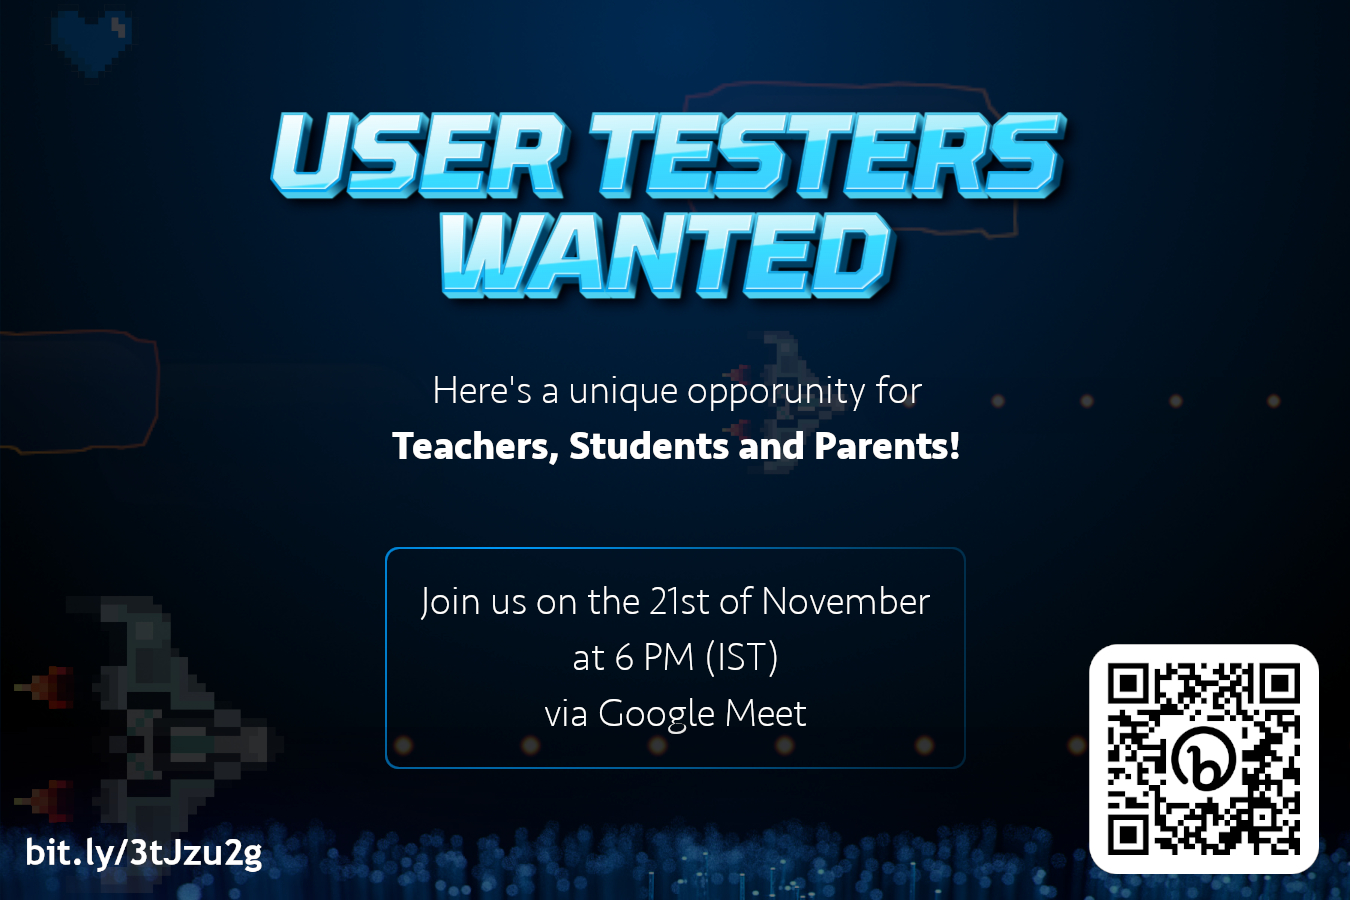 USER TESTERS
WANTED
Here's a unique opporunity for
Teachers, Students and Parents!
Join us on the 21st of November
at 6 PM (IST)
via Google Meet
b
bit.ly/3tJzu2g